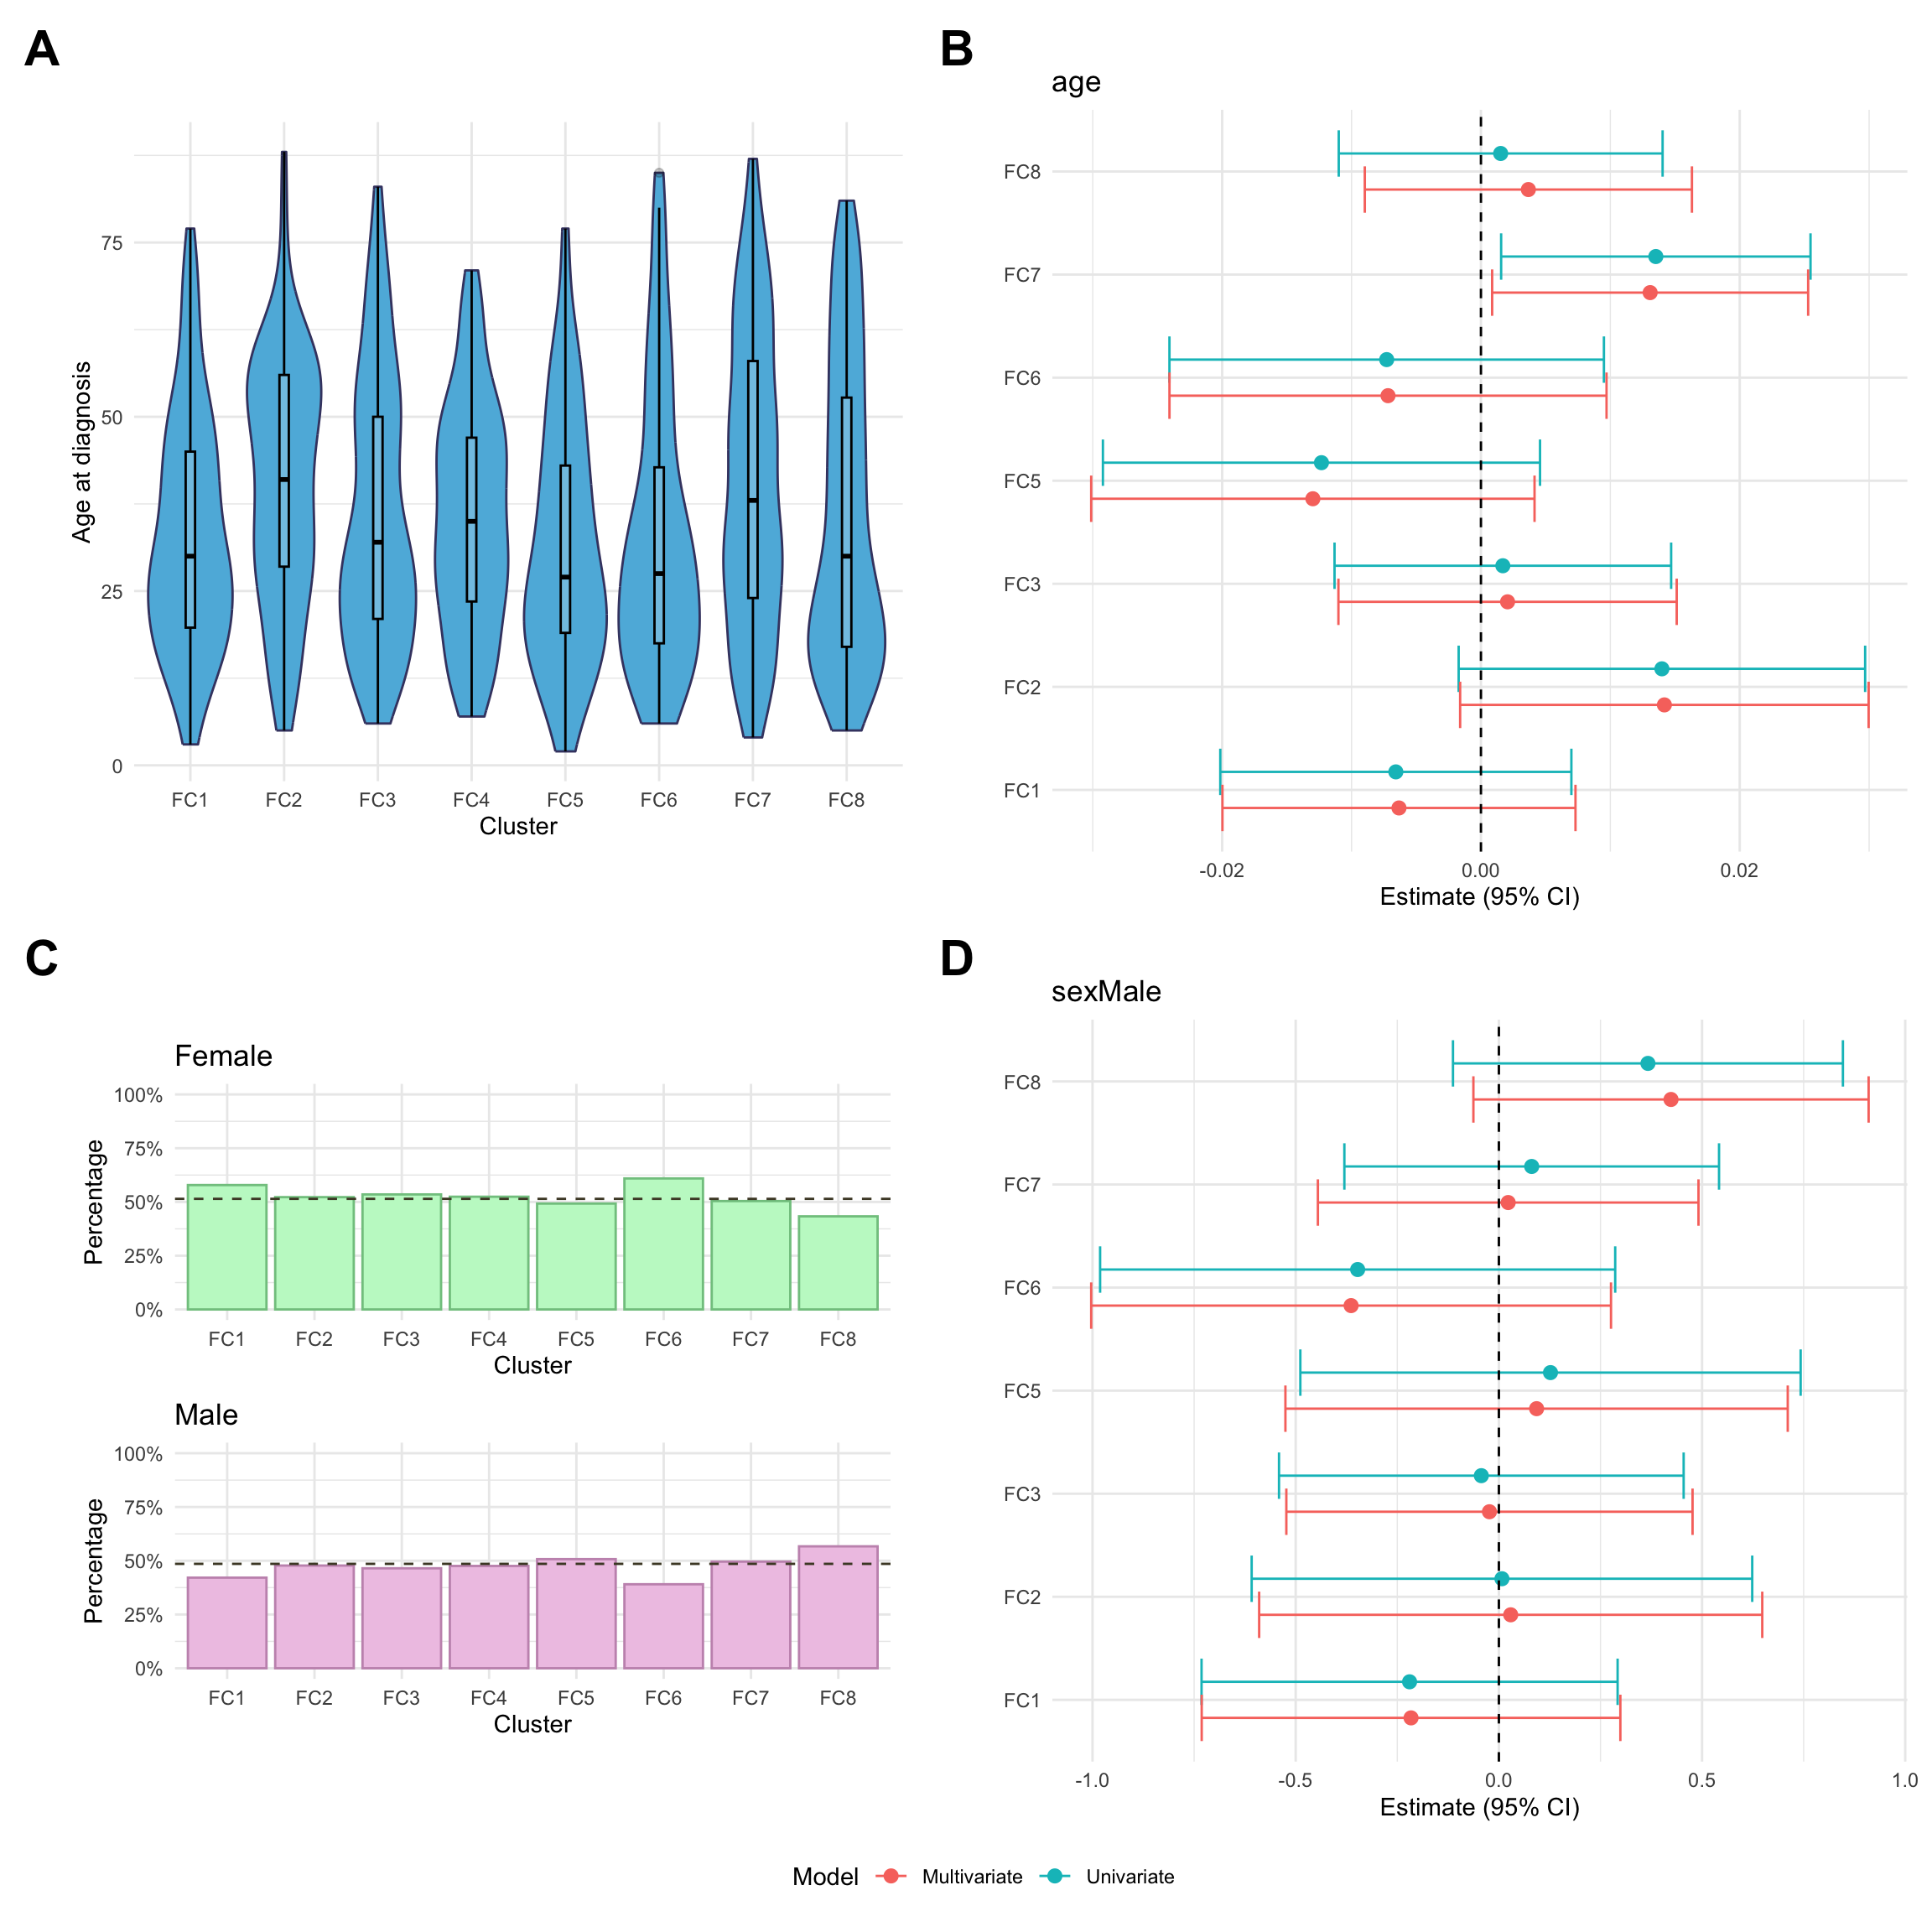 A
75
50
25
0
Age at diagnosis
FC1 FC2 FC3 FC4 FC5 FC6 FC7 FC8
Cluster
B
age
FC8
FC7
FC6
FC5
FC3
FC2
FC1
-0.02 0.00 0.02
Estimate (95% CI)
C
Female
100%
75%
50%
25%
0%
Percentage
FC1 FC2 FC3 FC4 FC5 FC6 FC7 FC8
Cluster
Male
100%
75%
50%
25%
0%
Percentage
FC1 FC2 FC3 FC4 FC5 FC6 FC7 FC8
Cluster
D
sexMale
FC8
FC7
FC6
FC5
FC3
FC2
FC1
-1.0 -0.5 0.0 0.5 1.0
Estimate (95% CI)
Model Multivariate Univariate